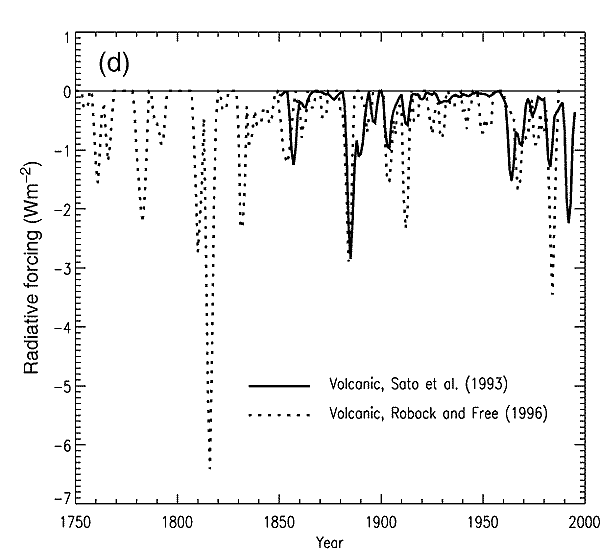 1
(d)
0
−1
−2
−3
−4
−5
−6
−7
Radiative forcing (Wm−2)
Volcanic, Sato et al. (1993)
Volcanic, Robock and Free (1996)
1750 1800 1850 1900 1950 2000
Year